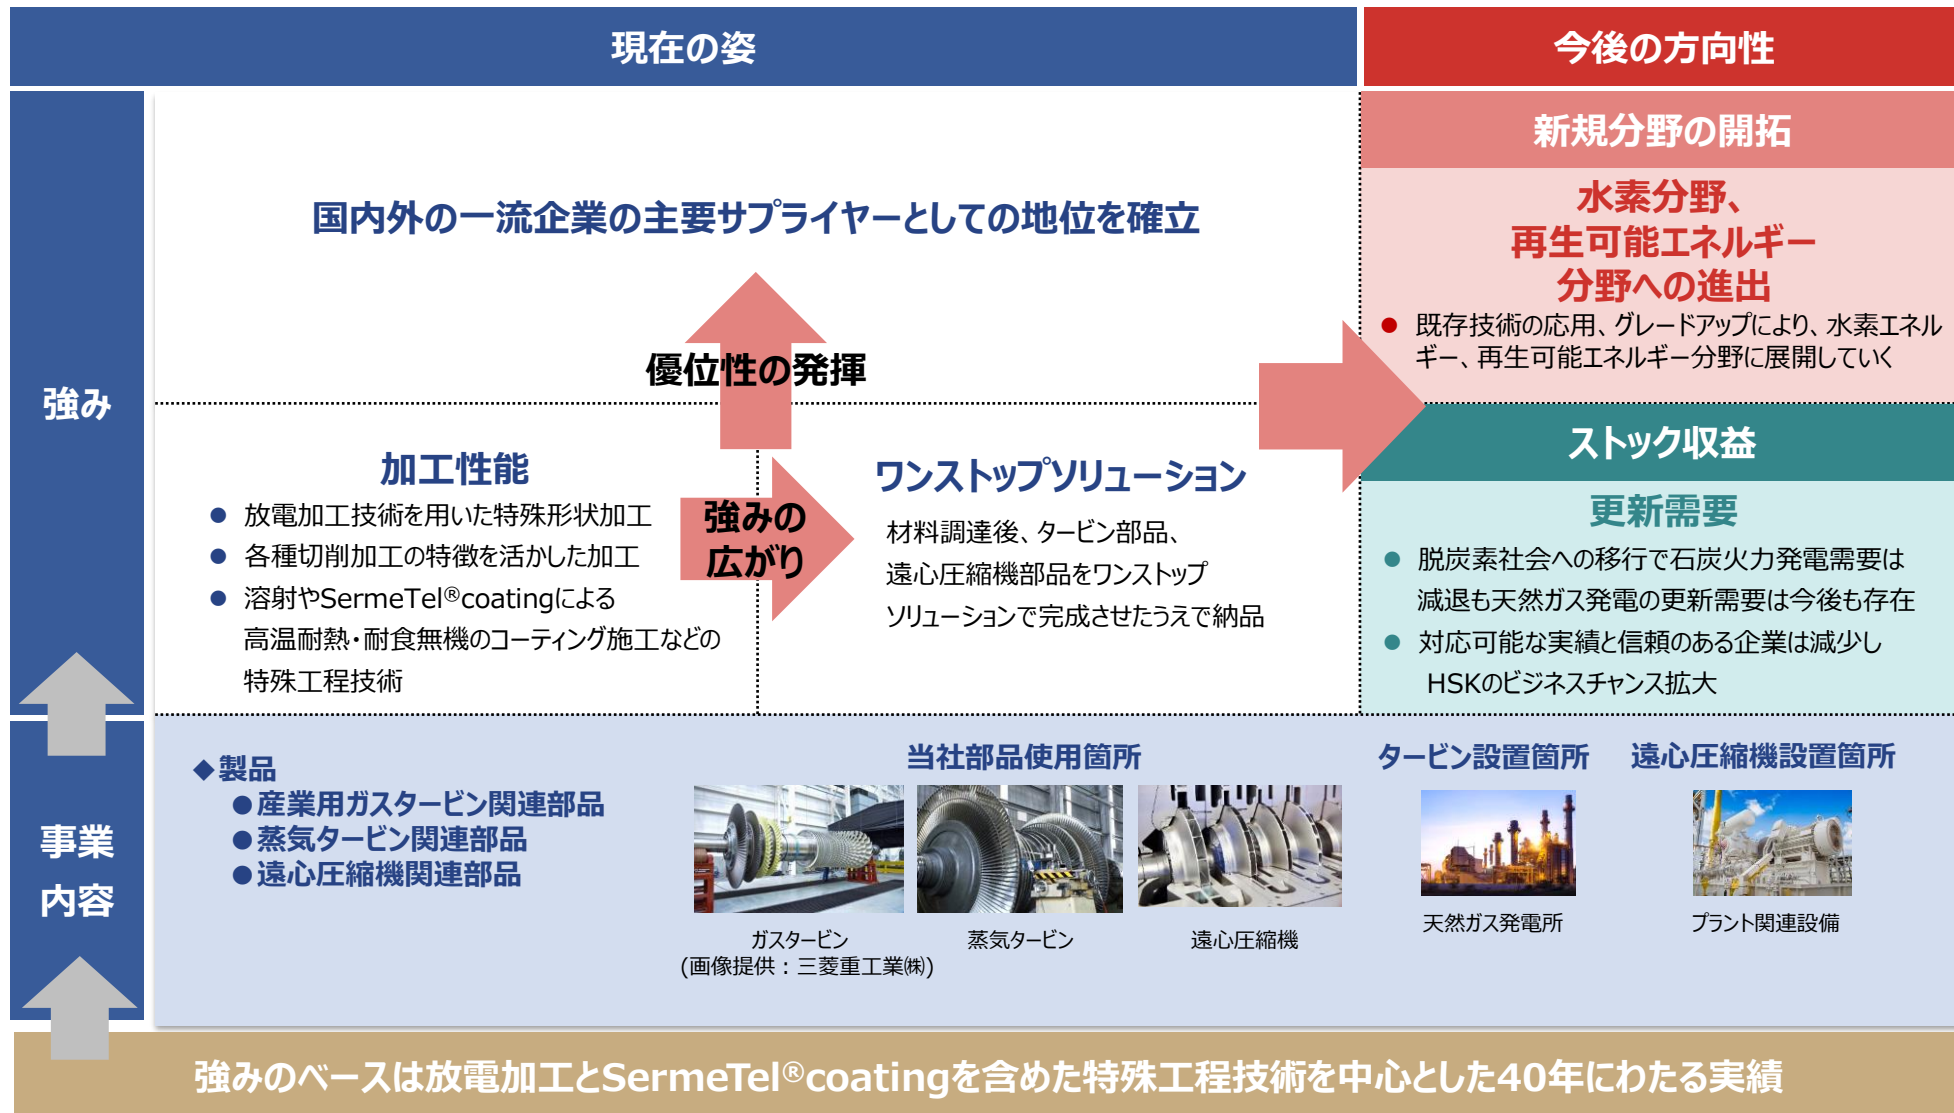 現在の姿
今後の方向性
強み
国内外の一流企業の主要サプライヤーとしての地位を確立
優位性の発揮
加工性能
● 放電加工技術を用いた特殊形状加工
● 各種切削加工の特徴を活かした加工
● 溶射やSermeTel®coatingによる
高温耐熱・耐食無機のコーティング施工などの
特殊工程技術
強みの
広がり
ワンストップソリューション
材料調達後、タービン部品、
遠心圧縮機部品をワンストップ
ソリューションで完成させたうえで納品
新規分野の開拓
水素分野、
再生可能エネルギー
分野への進出
● 既存技術の応用、グレードアップにより、水素エネル
ギー、再生可能エネルギー分野に展開していく
ストック収益
更新需要
● 脱炭素社会への移行で石炭火力発電需要は
減退も天然ガス発電の更新需要は今後も存在
● 対応可能な実績と信頼のある企業は減少し
HSKのビジネスチャンス拡大
事業
内容
◆製品
●産業用ガスタービン関連部品
●蒸気タービン関連部品
●遠心圧縮機関連部品
当社部品使用箇所
ガスタービン
(画像提供：三菱重工業㈱)
蒸気タービン
遠心圧縮機
タービン設置箇所
天然ガス発電所
遠心圧縮機設置箇所
プラント関連設備
強みのベースは放電加工とSermeTel®coatingを含めた特殊工程技術を中心とした40年にわたる実績